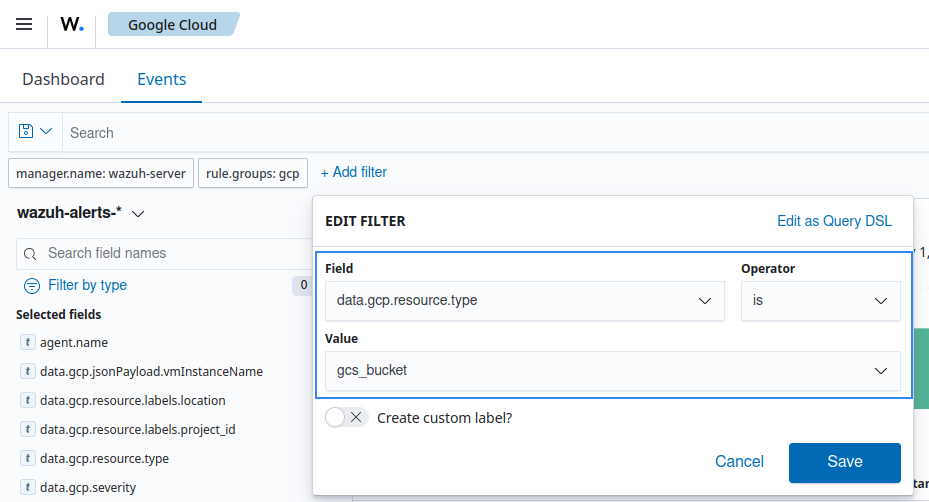 W.
Google Cloud
Dashboard
Events
Search
manager.name: wazuh-server
rule.groups: gcp
+ Add filter
wazuh-alerts-*
Search field names
Filter by type
0
Selected fields
t agent.name
t data.gcp.jsonPayload.vmInstanceName
t data.gcp.resource.labels.location
t data.gcp.resource.labels.project_id
t data.gcp.resource.type
t data.gcp.severity
EDIT FILTER
Edit as Query DSL
Field
Operator
data.gcp.resource.type
is
Value
gcs_bucket
Create custom label?
Cancel
Save